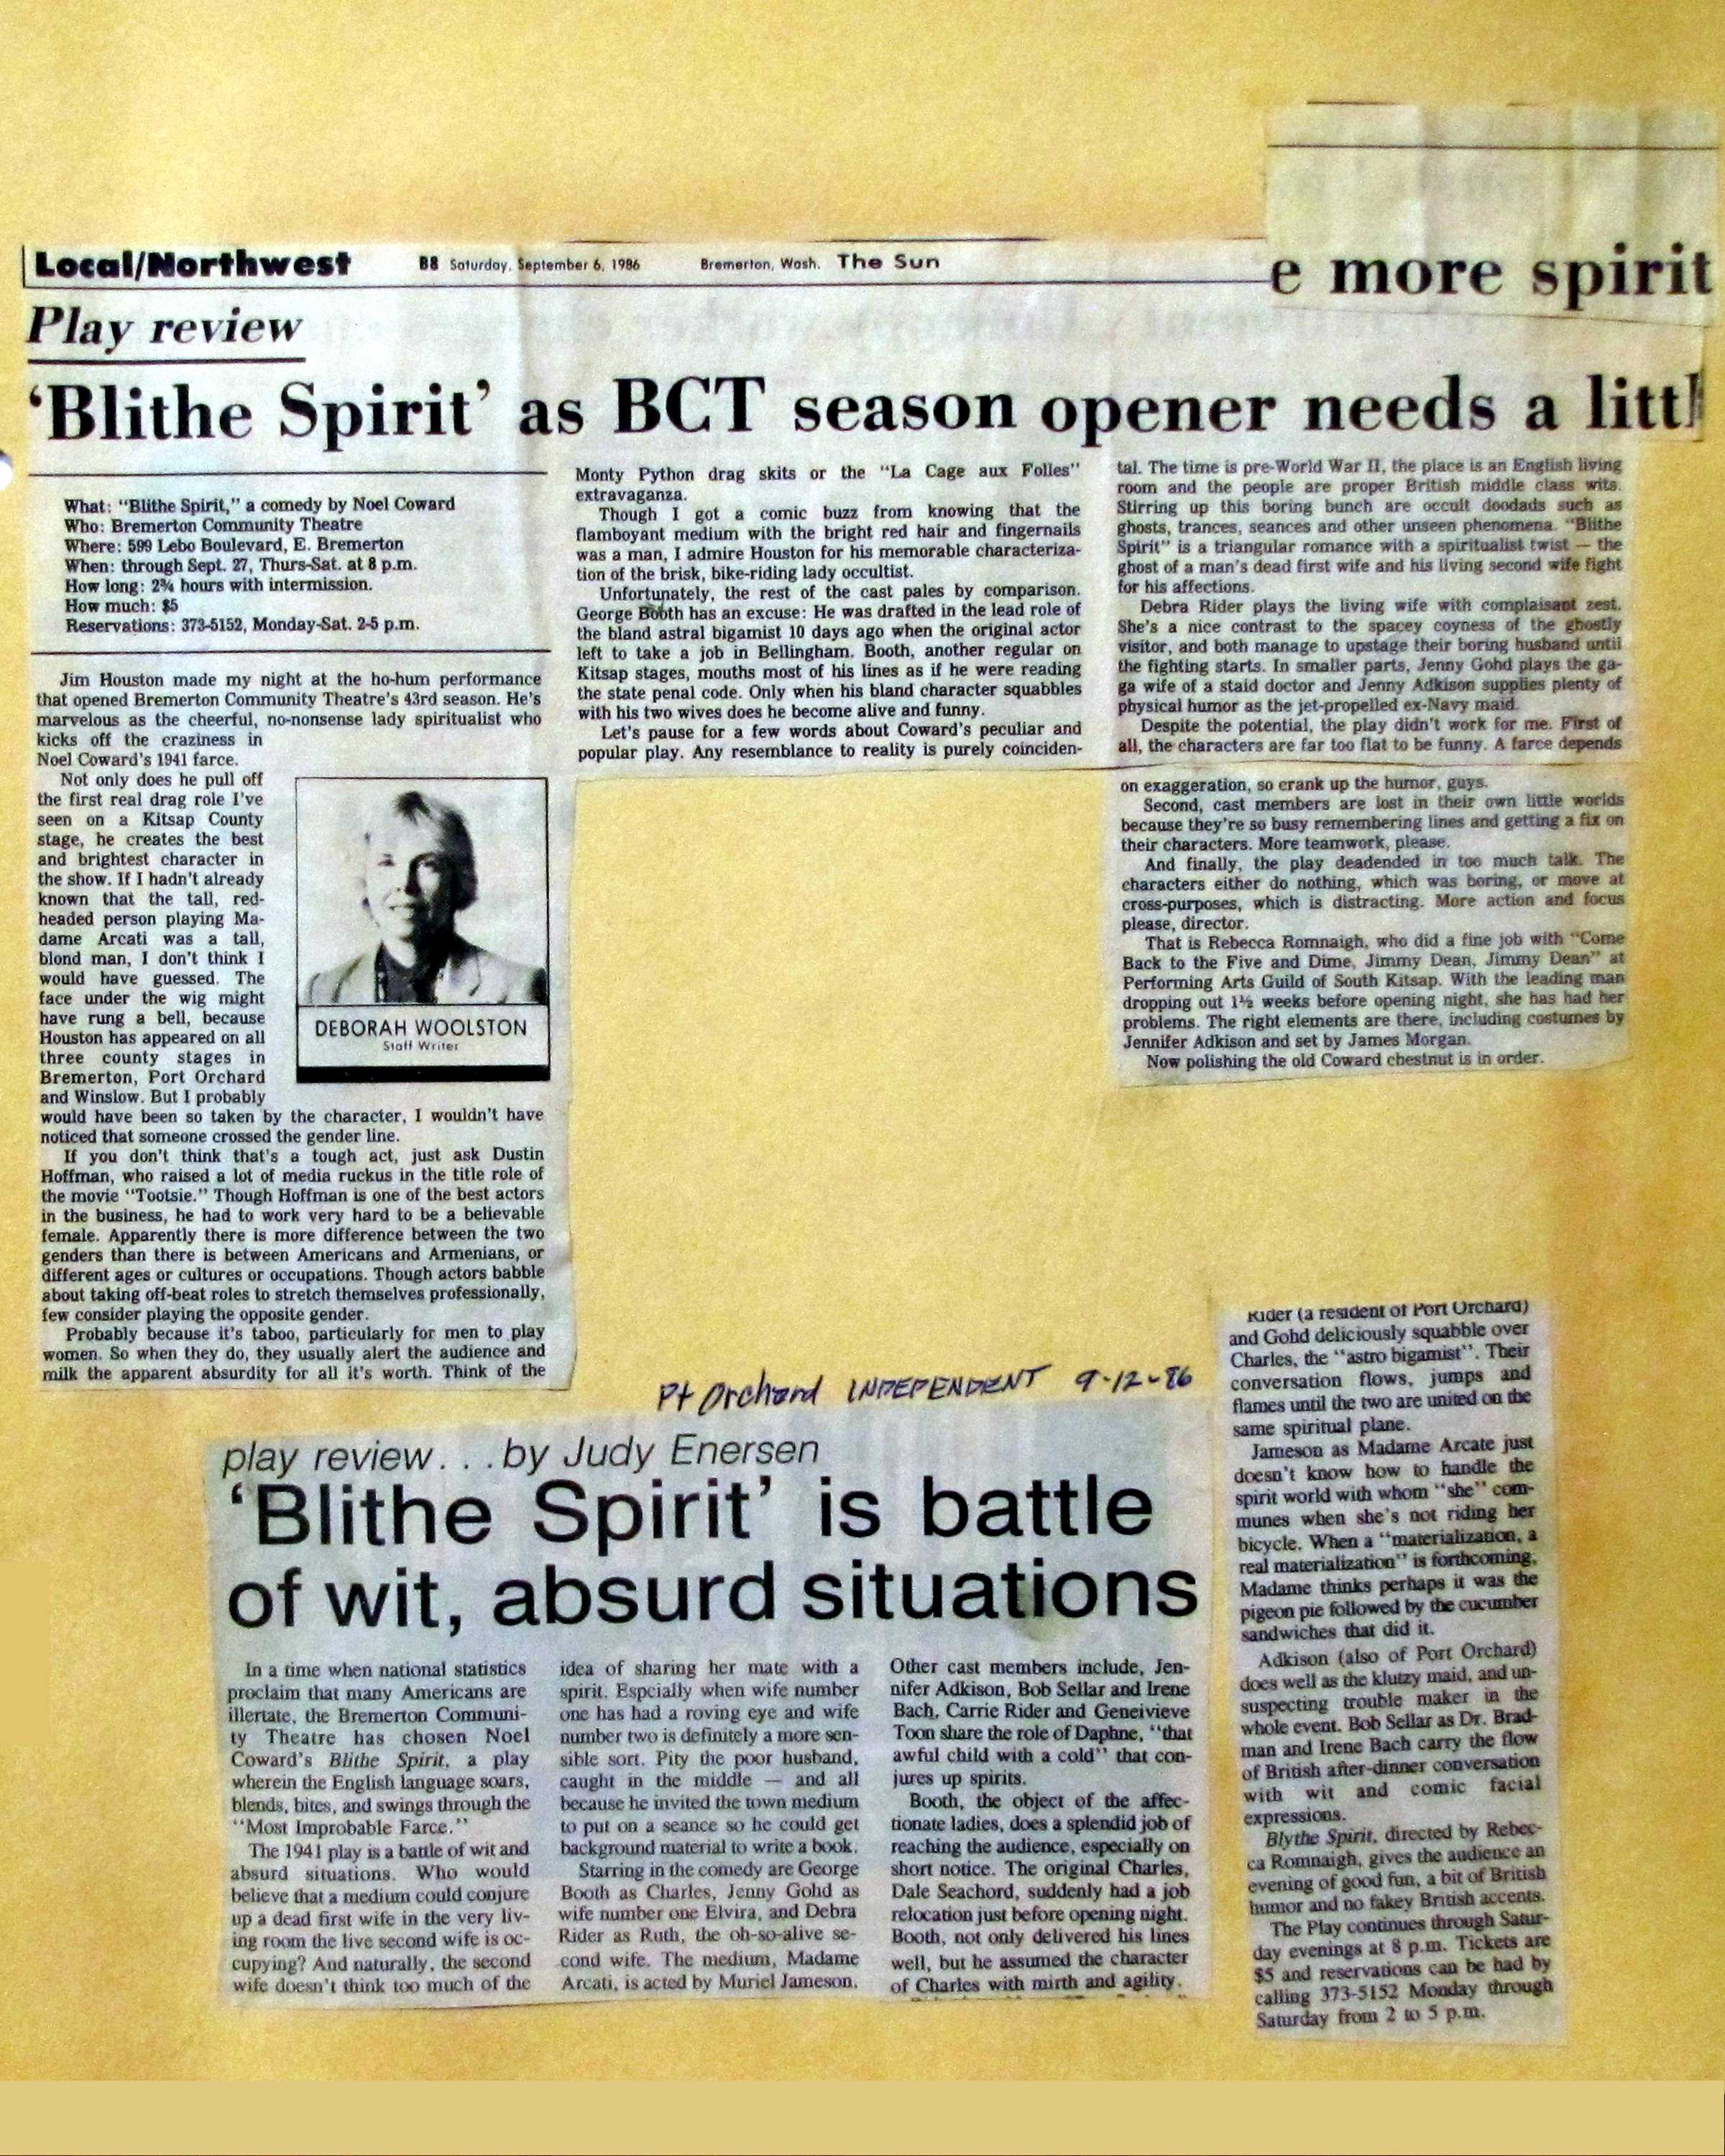 Local/Northwest B8 Saturday, September 6, 1986 Bremerton, Wash. The Sun
e more spirit
Play review
‘Blithe Spirit’ as BCT season opener needs a littl
What: “Blithe Spirit,” a comedy by Noel Coward
Who: Bremerton Community Theatre
Where: 599 Lebo Boulevard, E. Bremerton
When: through Sept. 27, Thurs-Sat. at 8 p.m.
How long: 2¾ hours with intermission.
How much: $5
Reservations: 373-5152, Monday-Sat. 2-5 p.m.
Jim Houston made my night at the ho-hum performance
that opened Bremerton Community Theatre’s 43rd season. He’s
marvelous as the cheerful, no-nonsense lady spiritualist who
kicks off the craziness in
Noel Coward’s 1941 farce.
Not only does he pull off
the first real drag role I’ve
seen on a Kitsap County
stage, he creates the best
and brightest character in
the show. If I hadn’t already
known that the tall, red-
headed person playing Ma-
dame Arcati was a tall,
blond man, I don’t think I
would have guessed. The
face under the wig might
have rung a bell, because
Houston has appeared on all
three county stages in
Bremerton, Port Orchard
and Winslow. But I probably
would have been so taken by the character, I wouldn’t have
noticed that someone crossed the gender line.
If you don’t think that’s a tough act, just ask Dustin
Hoffman, who raised a lot of media ruckus in the title role of
the movie “Tootsie.” Though Hoffman is one of the best actors
in the business, he had to work very hard to be a believable
female. Apparently there is more difference between the two
genders than there is between Americans and Armenians, or
different ages or cultures or occupations. Though actors babble
about taking off-beat roles to stretch themselves professionally,
few consider playing the opposite gender.
Probably because it’s taboo, particularly for men to play
women. So when they do, they usually alert the audience and
milk the apparent absurdity for all it’s worth. Think of the
DEBORAH WOOLSTON
Staff Writer
Monty Python drag skits or the “La Cage aux Folles”
extravaganza.
Though I got a comic buzz from knowing that the
flamboyant medium with the bright red hair and fingernails
was a man, I admire Houston for his memorable characteriza-
tion of the brisk, bike-riding lady occultist.
Unfortunately, the rest of the cast pales by comparison.
George Booth has an excuse: He was drafted in the lead role of
the bland astral bigamist 10 days ago when the original actor
left to take a job in Bellingham. Booth, another regular on
Kitsap stages, mouths most of his lines as if he were reading
the state penal code. Only when his bland character squabbles
with his two wives does he become alive and funny.
Let’s pause for a few words about Coward’s peculiar and
popular play. Any resemblance to reality is purely coinciden-
tal. The time is pre-World War II, the place is an English living
room and the people are proper British middle class wits.
Stirring up this boring bunch are occult doodads such as
ghosts, trances, seances and other unseen phenomena. “Blithe
Spirit” is a triangular romance with a spiritualist twist — the
ghost of a man’s dead first wife and his living second wife fight
for his affections.
Debra Rider plays the living wife with complaisant zest.
She’s a nice contrast to the spacey coyness of the ghostly
visitor, and both manage to upstage their boring husband until
the fighting starts. In smaller parts, Jenny Gohd plays the ga-
ga wife of a staid doctor and Jenny Adkison supplies plenty of
physical humor as the jet-propelled ex-Navy maid.
Despite the potential, the play didn’t work for me. First of
all, the characters are far too flat to be funny. A farce depends
on exaggeration, so crank up the humor, guys.
Second, cast members are lost in their own little worlds
because they’re so busy remembering lines and getting a fix on
their characters. More teamwork, please.
And finally, the play deadended in too much talk. The
characters either do nothing, which was boring, or move at
cross-purposes, which is distracting. More action and focus
please, director.
That is Rebecca Romnaigh, who did a fine job with “Come
Back to the Five and Dime, Jimmy Dean, Jimmy Dean” at
Performing Arts Guild of South Kitsap. With the leading man
dropping out 1½ weeks before opening night, she has had her
problems. The right elements are there, including costumes by
Jennifer Adkison and set by James Morgan.
Now polishing the old Coward chestnut is in order.
Pt Orchard INDEPENDENT 9-12-86
play review. . .by Judy Enersen
‘Blithe Spirit’ is battle
of wit, absurd situations
In a time when national statistics
proclaim that many Americans are
illertate, the Bremerton Communi-
ty Theatre has chosen Noel
Coward’s Blithe Spirit, a play
wherein the English language soars,
blends, bites, and swings through the
“Most Improbable Farce.”
The 1941 play is a battle of wit and
absurd situations. Who would
believe that a medium could conjure
up a dead first wife in the very liv-
ing room the live second wife is oc-
cupying? And naturally, the second
wife doesn’t think too much of the
idea of sharing her mate with a
spirit. Espcially when wife number
one has had a roving eye and wife
number two is definitely a more sen-
sible sort. Pity the poor husband,
caught in the middle — and all
because he invited the town medium
to put on a seance so he could get
background material to write a book.
Starring in the comedy are George
Booth as Charles, Jenny Gohd as
wife number one Elvira, and Debra
Rider as Ruth, the oh-so-alive se-
cond wife. The medium, Madame
Arcati, is acted by Muriel Jameson.
Other cast members include, Jen-
nifer Adkison, Bob Sellar and Irene
Bach, Carrie Rider and Geneivieve
Toon share the role of Daphne, “that
awful child with a cold” that con-
jures up spirits.
Booth, the object of the affec-
tionate ladies, does a splendid job of
reaching the audience, especially on
short notice. The original Charles,
Dale Seachord, suddenly had a job
relocation just before opening night.
Booth, not only delivered his lines
well, but he assumed the character
of Charles with mirth and agility.
Rider (a resident of Port Orchard)
and Gohd deliciously squabble over
Charles, the “astro bigamist”. Their
conversation flows, jumps and
flames until the two are united on the
same spiritual plane.
Jameson as Madame Arcate just
doesn’t know how to handle the
spirit world with whom “she” com-
munes when she’s not riding her
bicycle. When a “materialization, a
real materialization” is forthcoming,
Madame thinks perhaps it was the
pigeon pie followed by the cucumber
sandwiches that did it.
Adkison (also of Port Orchard)
does well as the klutzy maid, and un-
suspecting trouble maker in the
whole event. Bob Sellar as Dr. Brad-
man and Irene Bach carry the flow
of British after-dinner conversation
with wit and comic facial
expressions.
Blythe Spirit, directed by Rebec-
ca Romnaigh, gives the audience an
evening of good fun, a bit of British
humor and no fakey British accents.
The Play continues through Satur-
day evenings at 8 p.m. Tickets are
$5 and reservations can be had by
calling 373-5152 Monday through
Saturday from 2 to 5 p.m.